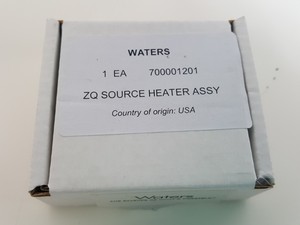 WATERS
1 EA 700001201
ZQ SOURCE HEATER ASSY
Country of origin: USA
Waters